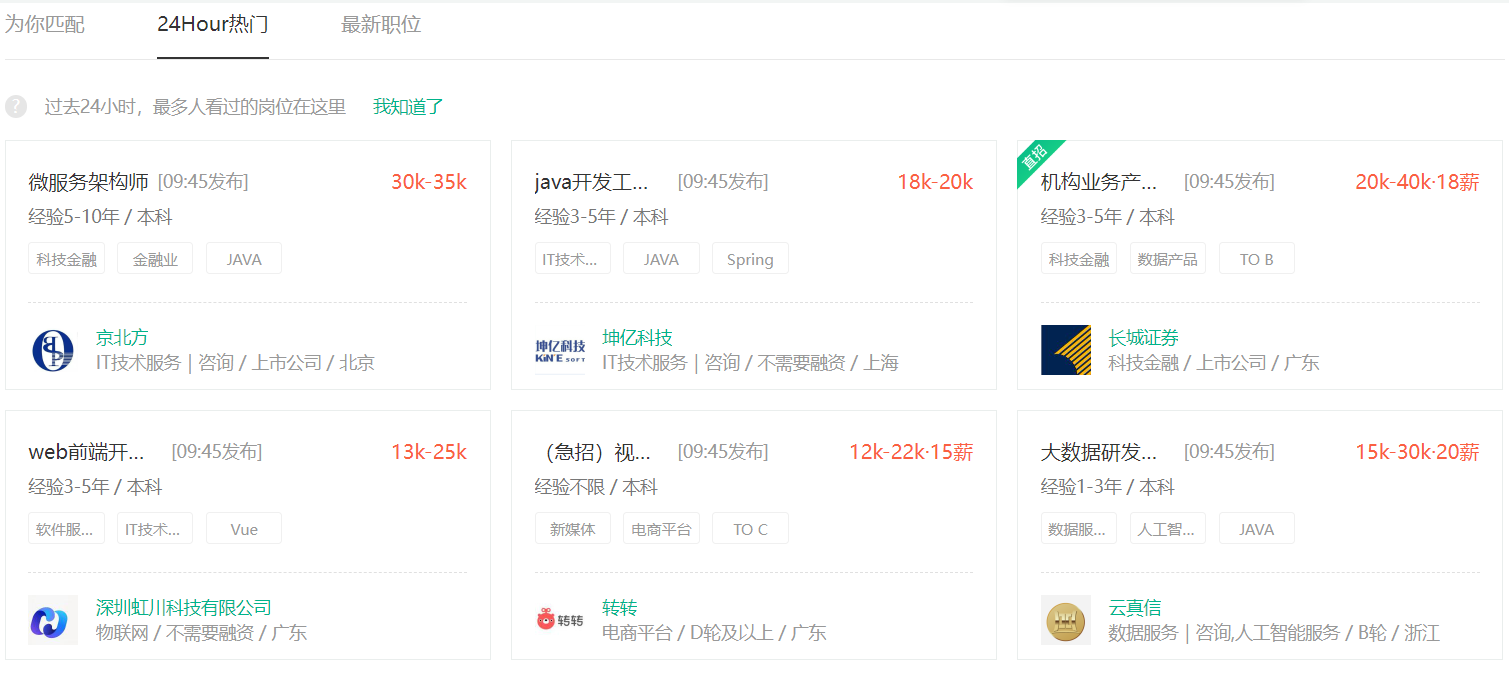 为你匹配 24Hour热门 最新职位
? 过去24小时，最多人看过的岗位在这里 我知道了
微服务架构师 [09:45发布] 30k-35k
经验5-10年 / 本科
科技金融 金融业 JAVA
京北方
IT技术服务｜咨询 / 上市公司 / 北京
java开发工... [09:45发布] 18k-20k
经验3-5年 / 本科
IT技术... JAVA Spring
坤亿科技
KiN'E SOFT
坤亿科技
IT技术服务｜咨询 / 不需要融资 / 上海
直招
机构业务产... [09:45发布] 20k-40k·18薪
经验3-5年 / 本科
科技金融 数据产品 TO B
长城证券
科技金融 / 上市公司 / 广东
web前端开... [09:45发布] 13k-25k
经验3-5年 / 本科
软件服... IT技术... Vue
深圳虹川科技有限公司
物联网 / 不需要融资 / 广东
（急招）视... [09:45发布] 12k-22k·15薪
经验不限 / 本科
新媒体 电商平台 TO C
转转
转转
电商平台 / D轮及以上 / 广东
大数据研发... [09:45发布] 15k-30k·20薪
经验1-3年 / 本科
数据服... 人工智... JAVA
云真信
数据服务｜咨询,人工智能服务 / B轮 / 浙江